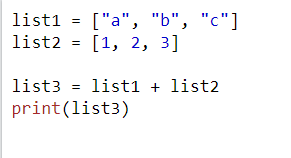 list1 = ["a", "b", "c"]
list2 = [1, 2, 3]
list3 = list1 + list2
print(list3)